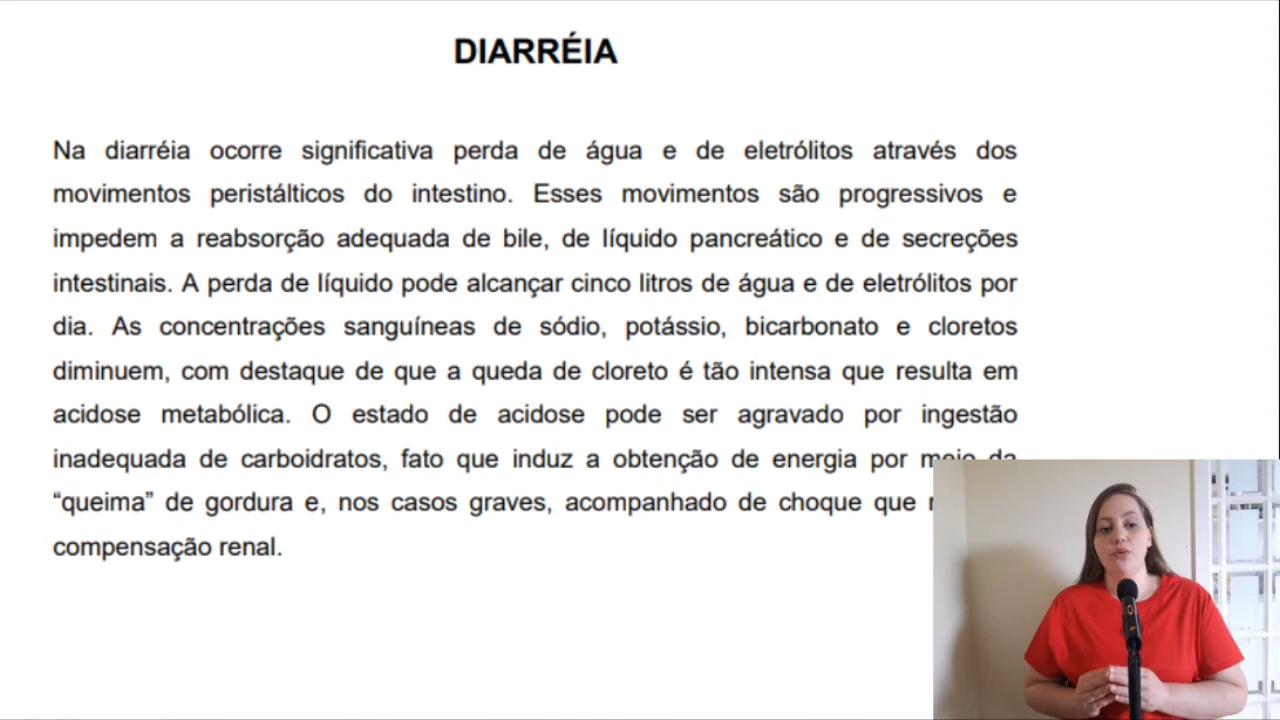 DIARRÉIA
Na diarréia ocorre significativa perda de água e de eletrólitos através dos
movimentos peristálticos do intestino. Esses movimentos são progressivos e
impedem a reabsorção adequada de bile, de líquido pancreático e de secreções
intestinais. A perda de líquido pode alcançar cinco litros de água e de eletrólitos por
dia. As concentrações sanguíneas de sódio, potássio, bicarbonato e cloretos
diminuem, com destaque de que a queda de cloreto é tão intensa que resulta em
acidose metabólica. O estado de acidose pode ser agravado por ingestão
inadequada de carboidratos, fato que induz a obtenção de energia por meio da
“queima” de gordura e, nos casos graves, acompanhado de choque que
compensação renal.